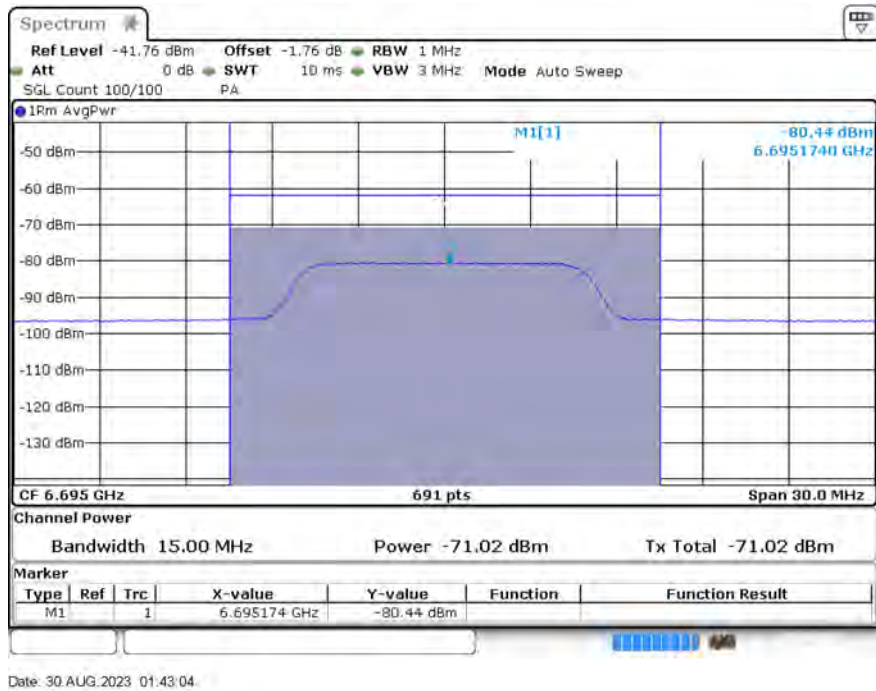 Spectrum
Ref Level -41.76 dBm Offset -1.76 dB RBW 1 MHz
Att 0 dB SWT 10 ms VBW 3 MHz Mode Auto Sweep
SGL Count 100/100 PA
1Rm AvgPwr
M1[1] -80.44 dBm
6.6951740 GHz
-50 dBm
-60 dBm
-70 dBm
-80 dBm
-90 dBm
-100 dBm
-110 dBm
-120 dBm
-130 dBm
CF 6.695 GHz 691 pts Span 30.0 MHz
Channel Power
Bandwidth 15.00 MHz Power -71.02 dBm Tx Total -71.02 dBm
Marker
Type Ref Trc X-value Y-value Function Function Result
M1 1 6.695174 GHz -80.44 dBm
Date: 30.AUG.2023 01:43:04